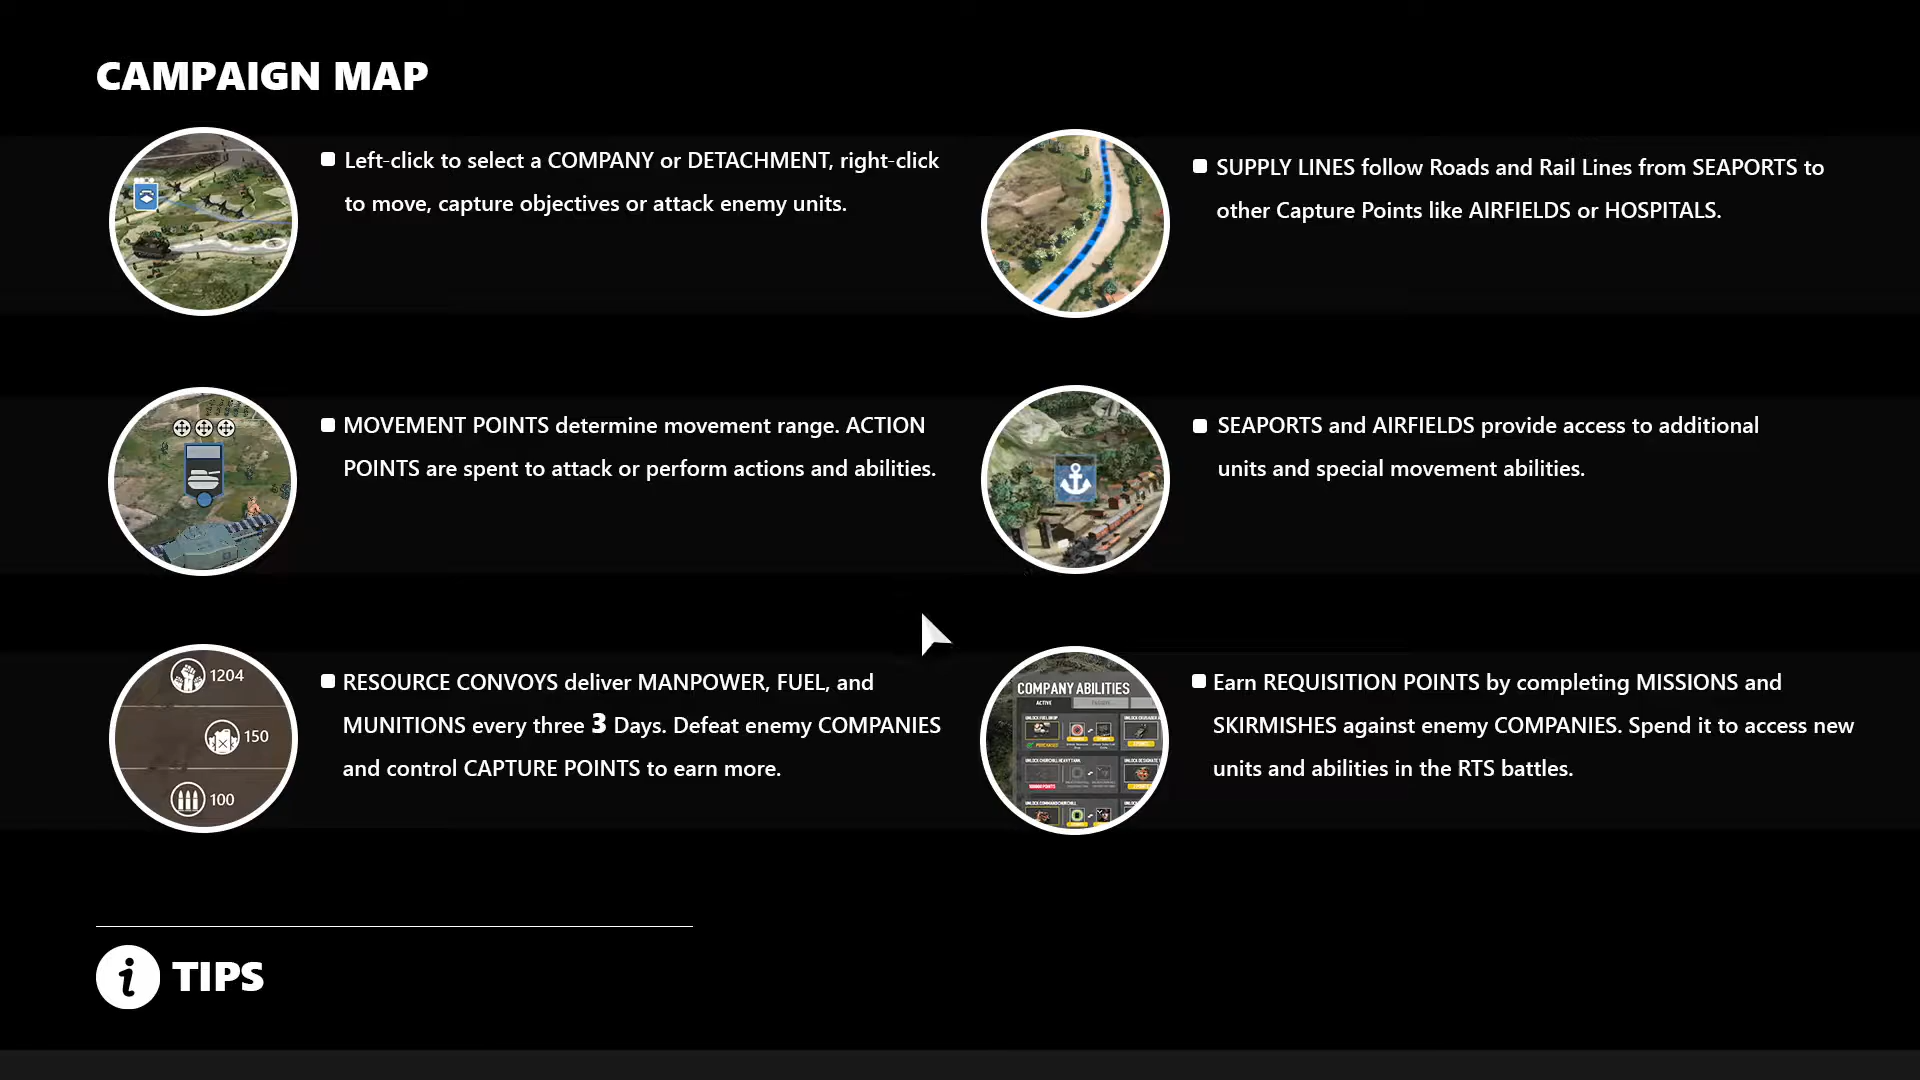 CAMPAIGN MAP
Left-click to select a COMPANY or DETACHMENT, right-click
to move, capture objectives or attack enemy units.
SUPPLY LINES follow Roads and Rail Lines from SEAPORTS to
other Capture Points like AIRFIELDS or HOSPITALS.
MOVEMENT POINTS determine movement range. ACTION
POINTS are spent to attack or perform actions and abilities.
SEAPORTS and AIRFIELDS provide access to additional
units and special movement abilities.
1204
150
100
RESOURCE CONVOYS deliver MANPOWER, FUEL, and
MUNITIONS every three 3 Days. Defeat enemy COMPANIES
and control CAPTURE POINTS to earn more.
COMPANY ABILITIES
ACTIVE
Earn REQUISITION POINTS by completing MISSIONS and
SKIRMISHES against enemy COMPANIES. Spend it to access new
units and abilities in the RTS battles.
i TIPS